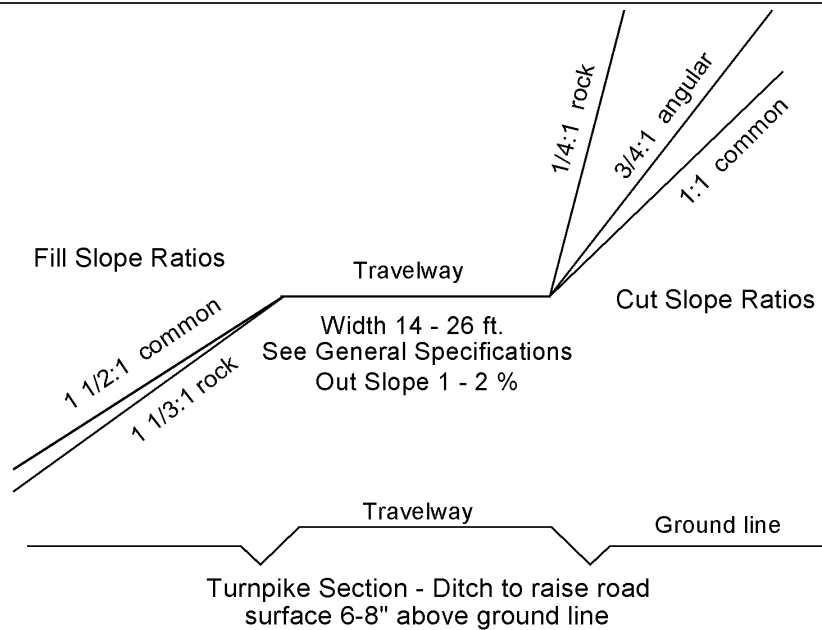 1/4:1 rock
3/4:1 angular
1:1 common
Fill Slope Ratios
Travelway
Cut Slope Ratios
Width 14 - 26 ft.
See General Specifications
Out Slope 1 - 2 %
1 1/2:1 common
1 1/3:1 rock
Travelway
Ground line
Turnpike Section - Ditch to raise road
surface 6-8" above ground line